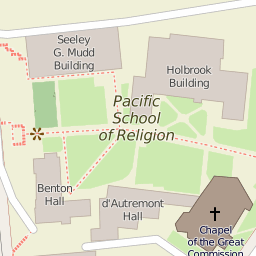 Seeley
G. Mudd
Building
Holbrook
Building
Pacific
School
of Religion
Benton
Hall
d'Autremont
Hall
Chapel
of the Great
Commission